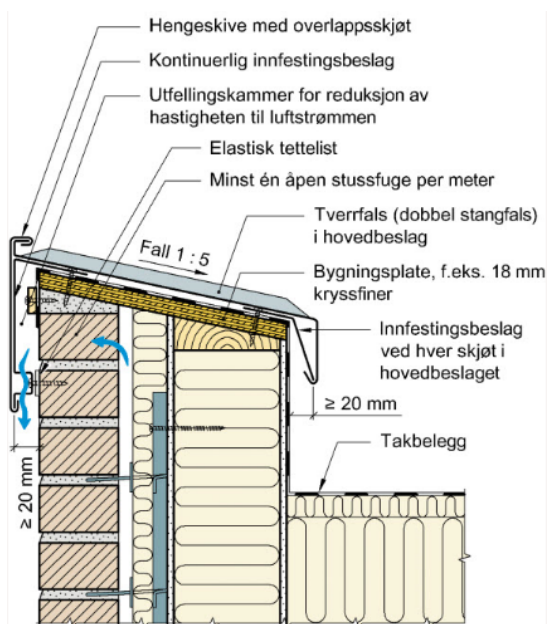 Hengeskive med overlappsskjøt
Kontinuerlig innfestingsbeslag
Utfellingskammer for reduksjon av
hastigheten til luftstrømmen
Elastisk tettelist
Minst én åpen stussfuge per meter
Tverrfals (dobbel stangfals)
i hovedbeslag
Fall 1 : 5
Bygningsplate, f.eks. 18 mm
kryssfiner
Innfestingsbeslag
ved hver skjøt i
hovedbeslaget
≥ 20 mm
Takbelegg
≥ 20 mm